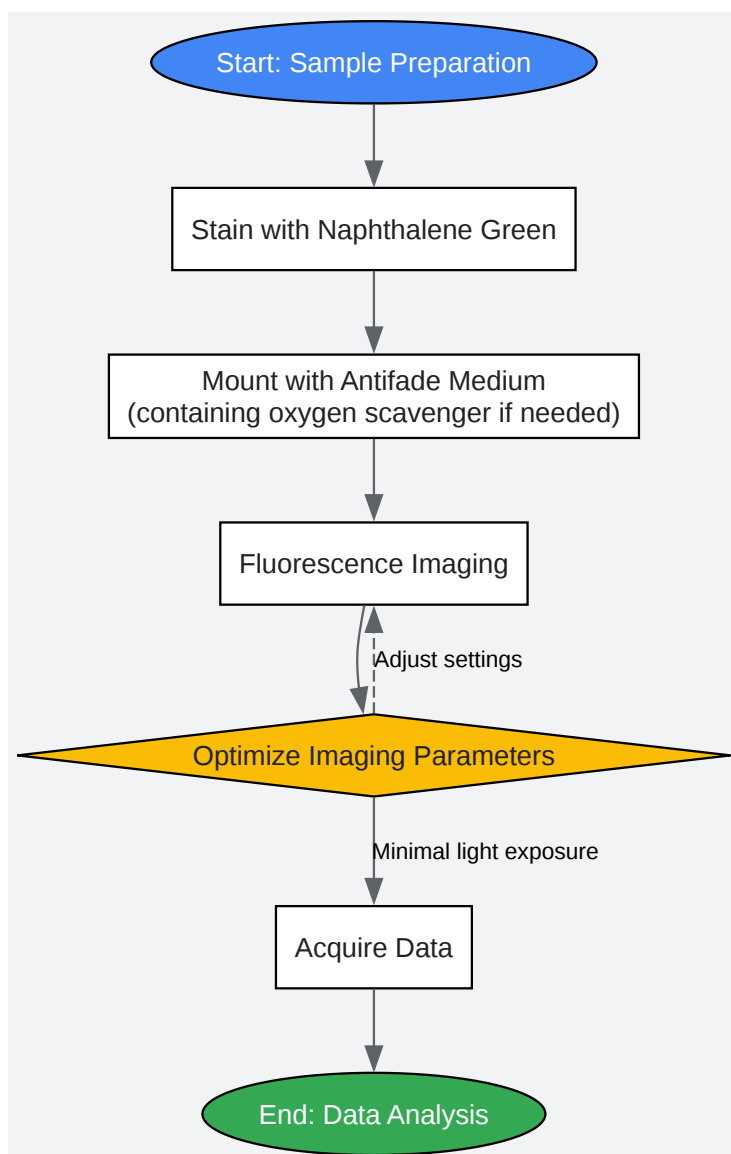 Start: Sample Preparation
Stain with Naphthalene Green
Mount with Antifade Medium
(containing oxygen scavenger if needed)
Fluorescence Imaging
Adjust settings
Optimize Imaging Parameters
Minimal light exposure
Acquire Data
End: Data Analysis